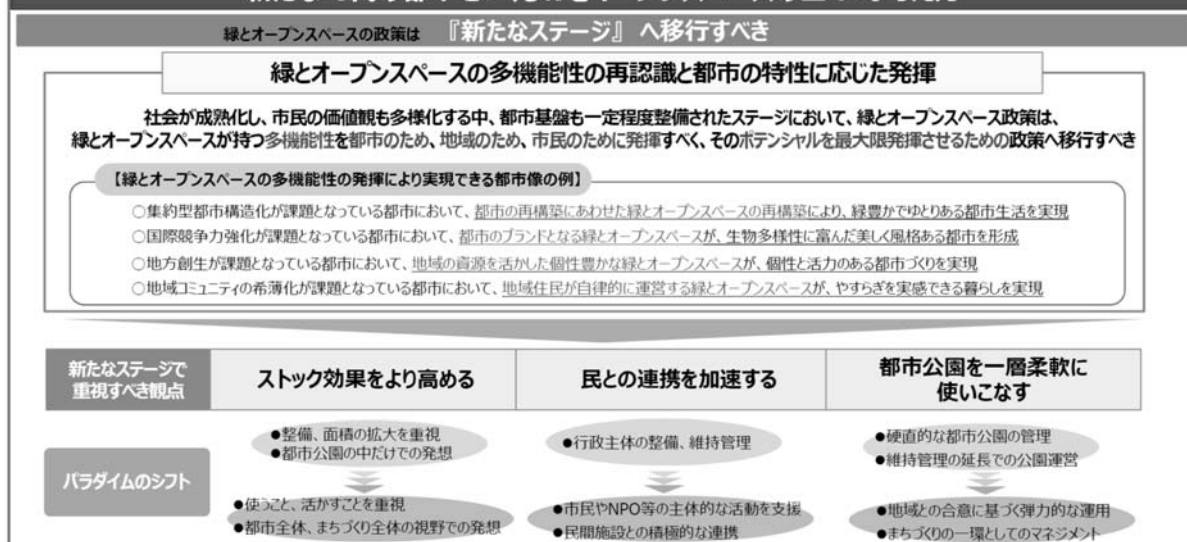 緑とオープンスペースの政策は 『新たなステージ』へ移行すべき
緑とオープンスペースの多機能性の再認識と都市の特性に応じた発揮
社会が成熟化し、市民の価値観も多様化する中、都市基盤も一定程度整備されたステージにおいて、緑とオープンスペース政策は、
緑とオープンスペースが持つ多機能性を都市のため、地域のため、市民のために発揮すべく、そのポテンシャルを最大限発揮させるための政策へ移行すべき
【緑とオープンスペースの多機能性の発揮により実現できる都市像の例】
○集約型都市構造化が課題となっている都市において、都市の再構築にあわせた緑とオープンスペースの再構築により、緑豊かでゆとりある都市生活を実現
○国際競争力強化が課題となっている都市において、都市のブランドとなる緑とオープンスペースが、生物多様性に富んだ美しく風格ある都市を形成
○地方創生が課題となっている都市において、地域の資源を活かした個性豊かな緑とオープンスペースが、個性と活力のある都市づくりを実現
○地域コミュニティの希薄化が課題となっている都市において、地域住民が自律的に運営する緑とオープンスペースが、やすらぎを実感できる暮らしを実現
新たなステージで
重視すべき観点
ストック効果をより高める
民との連携を加速する
都市公園を一層柔軟に
使いこなす
パラダイムのシフト
●整備、面積の拡大を重視
●都市公園の中だけでの発想
●使うこと、活かすことを重視
●都市全体、まちづくり全体の視野での発想
●行政主体の整備、維持管理
●市民やNPO等の主体的な活動を支援
●民間施設との積極的な連携
●硬直的な都市公園の管理
●維持管理の延長での公園運営
●地域との合意に基づく弾力的な運用
●まちづくりの一環としてのマネジメント